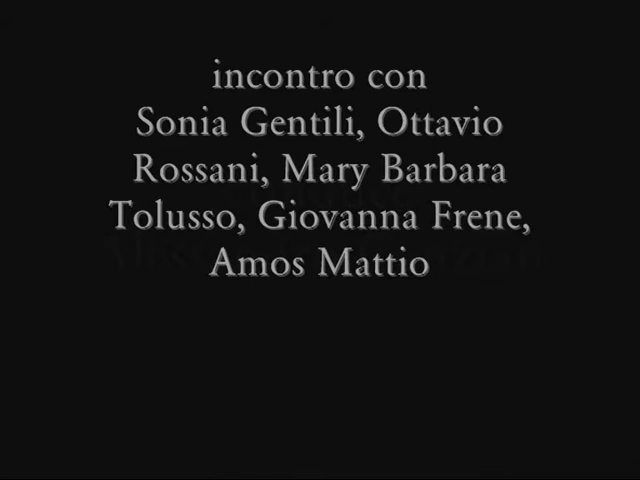 incontro con
Sonia Gentili, Ottavio
Rossani, Mary Barbara
Tolusso, Giovanna Frene,
Amos Mattio